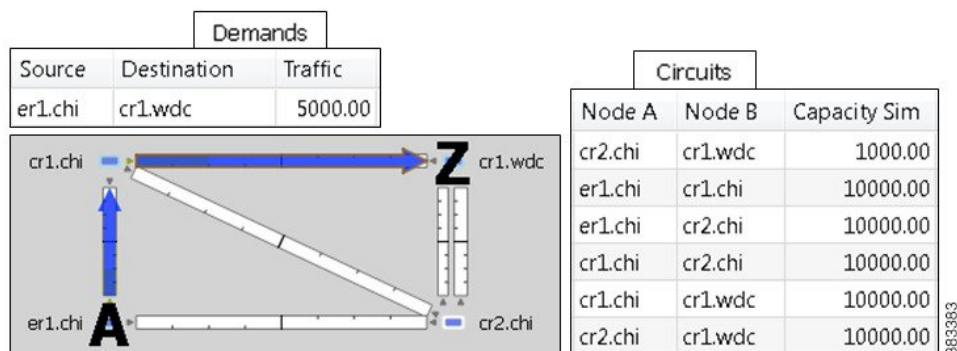 Demands
Source Destination Traffic
er1.chi cr1.wdc 5000.00
cr1.chi
Z
cr1.wdc
er1.chi
A
cr2.chi
Circuits
Node A Node B Capacity Sim
cr2.chi cr1.wdc 1000.00
er1.chi cr1.chi 10000.00
er1.chi cr2.chi 10000.00
cr1.chi cr2.chi 10000.00
cr1.chi cr1.wdc 10000.00
cr2.chi cr1.wdc 10000.00
383383